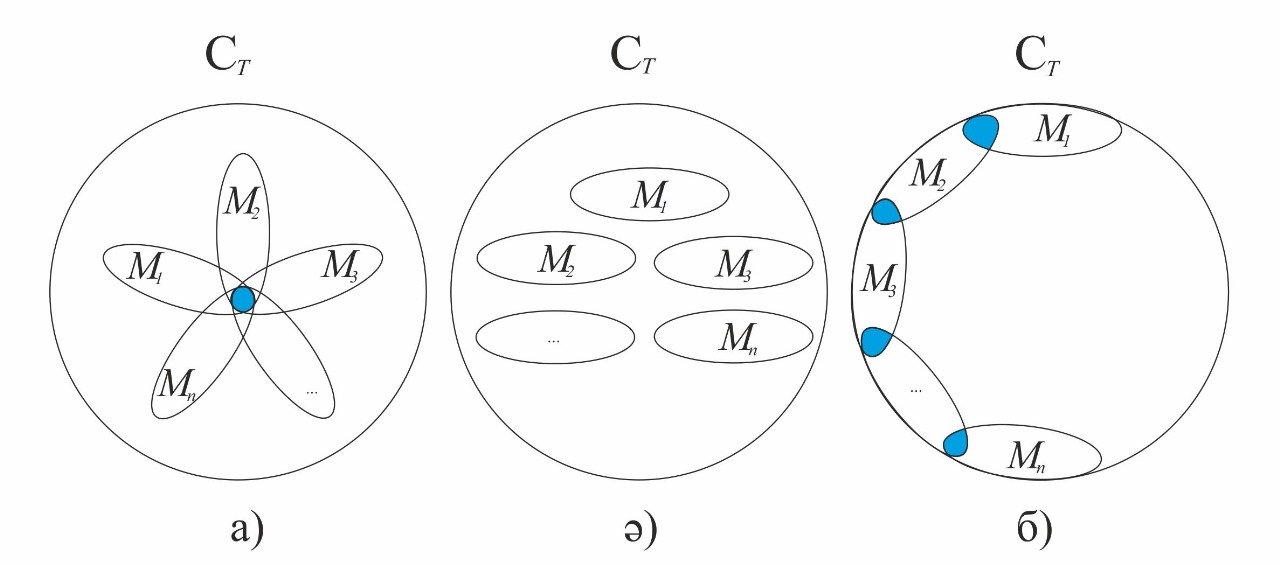 C_T C_T C_T
M_1 M_2 M_3 M_n ...
M_1 M_2 M_3 ... M_n
M_1 M_2 M_3 ... M_n
а) ә) б)